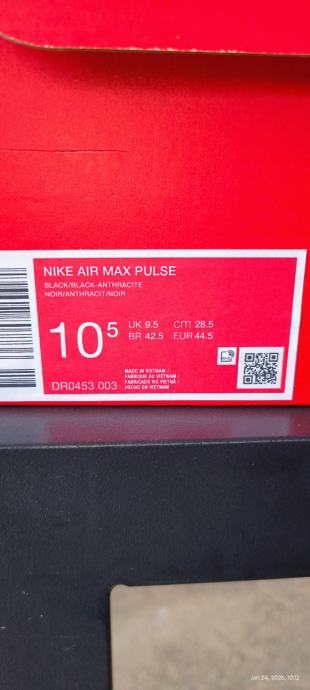 NIKE AIR MAX PULSE
BLACK/BLACK-ANTHRACITE
NOIR/ANTHRACIT/NOIR
10⁵ UK 9.5 cm 28.5
BR 42.5 EUR 44.5
MADE IN VIETNAM /
FABRIQUE AU VIETNAM /
FABRICADO NO VIETNÃ /
HECHO EN VIETNAM
DR0453 003
Jan 24, 2026, 10:12